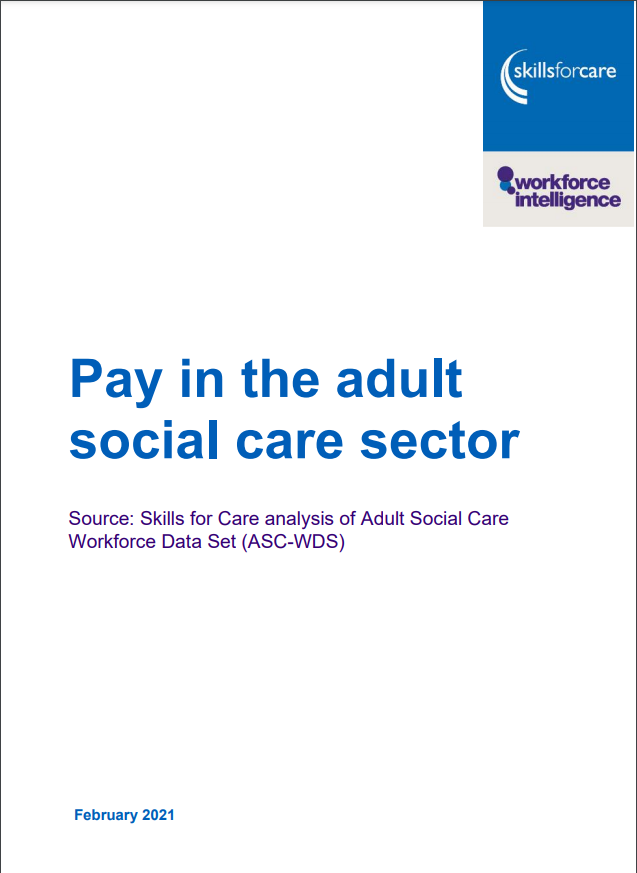 skillsforcare
workforce
intelligence
Pay in the adult
social care sector
Source: Skills for Care analysis of Adult Social Care
Workforce Data Set (ASC-WDS)
February 2021